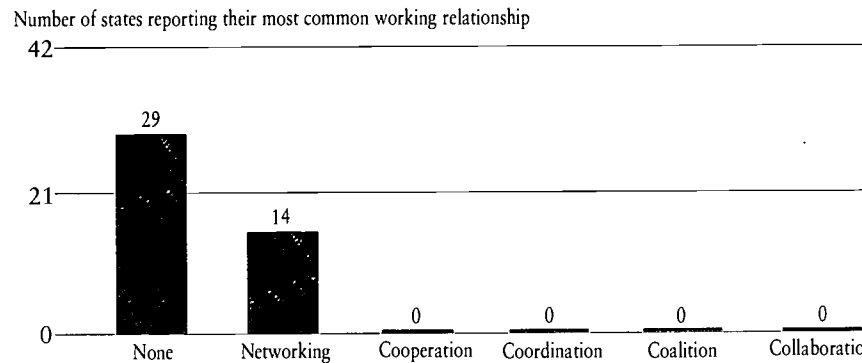 Number of states reporting their most common working relationship
42
29
21
14
0 0 0 0
0
None Networking Cooperation Coordination Coalition Collaboratio